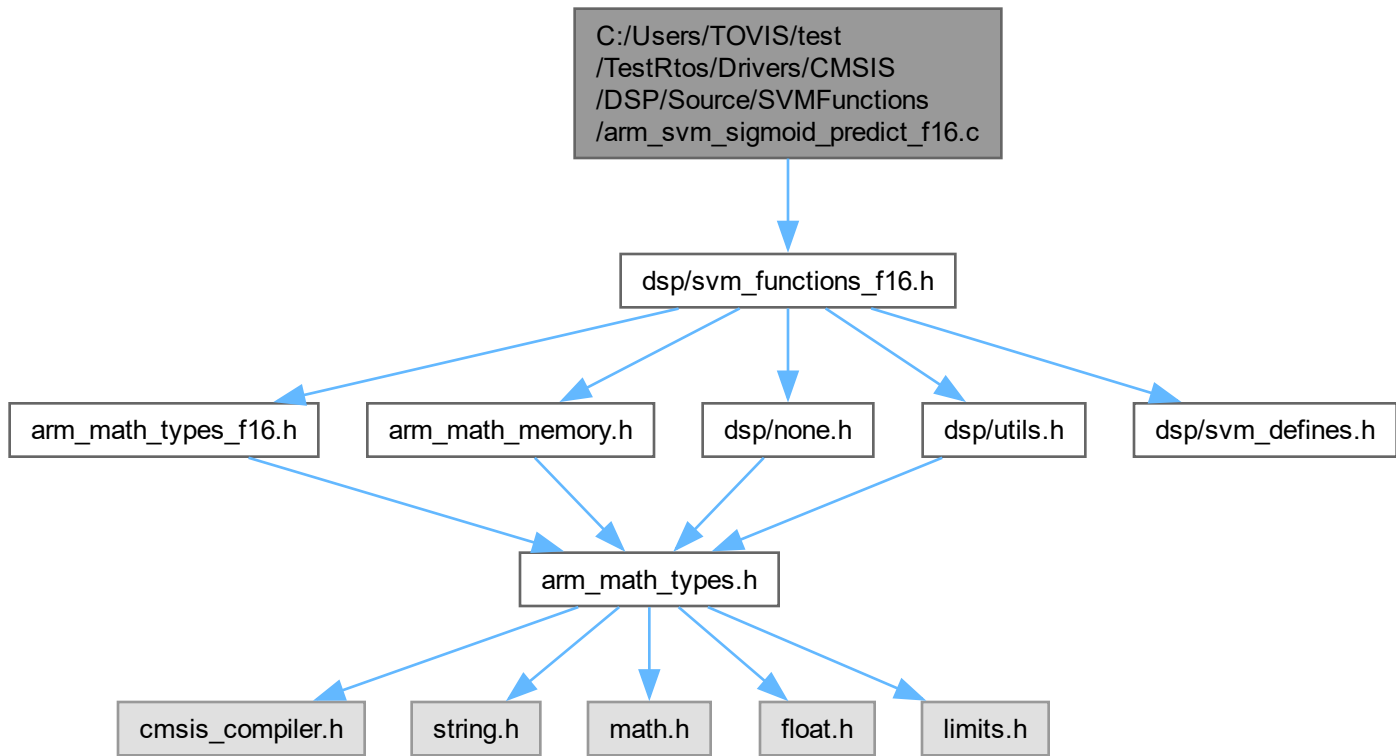 C:/Users/TOVIS/test
/TestRtos/Drivers/CMSIS
/DSP/Source/SVMFunctions
/arm_svm_sigmoid_predict_f16.c
dsp/svm_functions_f16.h
arm_math_types_f16.h
arm_math_memory.h
dsp/none.h
dsp/utils.h
dsp/svm_defines.h
arm_math_types.h
cmsis_compiler.h
string.h
math.h
float.h
limits.h